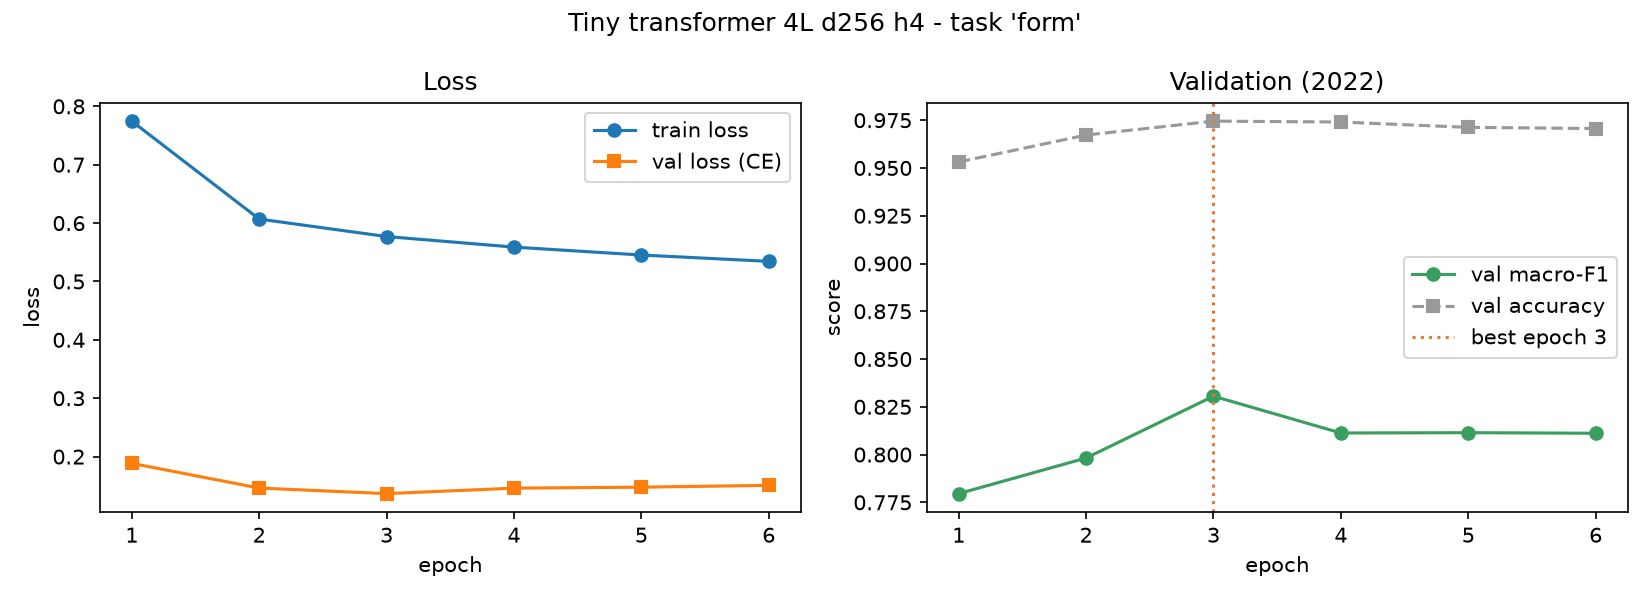 Tiny transformer 4L d256 h4 - task 'form'
Loss
0.8
0.7
0.6
0.5
0.4
0.3
0.2
loss
train loss
val loss (CE)
1 2 3 4 5 6
epoch
Validation (2022)
0.975
0.950
0.925
0.900
0.875
0.850
0.825
0.800
0.775
score
val macro-F1
val accuracy
best epoch 3
1 2 3 4 5 6
epoch